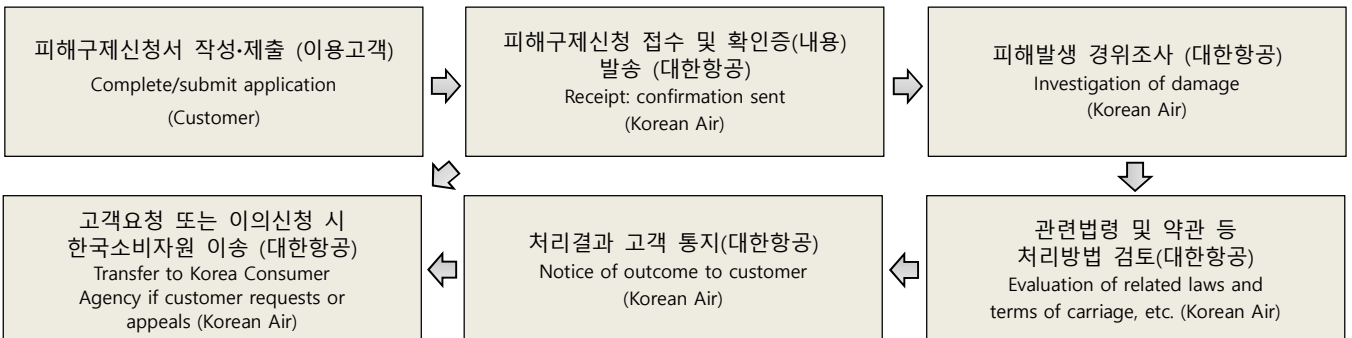 피해구제신청서 작성·제출 (이용고객)
Complete/submit application
(Customer)
피해구제신청 접수 및 확인증(내용)
발송 (대한항공)
Receipt: confirmation sent
(Korean Air)
피해발생 경위조사 (대한항공)
Investigation of damage
(Korean Air)
관련법령 및 약관 등
처리방법 검토(대한항공)
Evaluation of related laws and
terms of carriage, etc. (Korean Air)
처리결과 고객 통지(대한항공)
Notice of outcome to customer
(Korean Air)
고객요청 또는 이의신청 시
한국소비자원 이송 (대한항공)
Transfer to Korea Consumer
Agency if customer requests or
appeals (Korean Air)